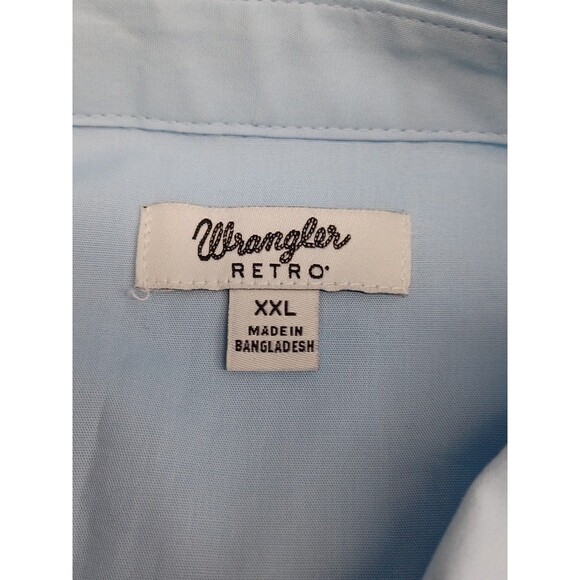 Wrangler
RETRO®
XXL
MADE IN
BANGLADESH